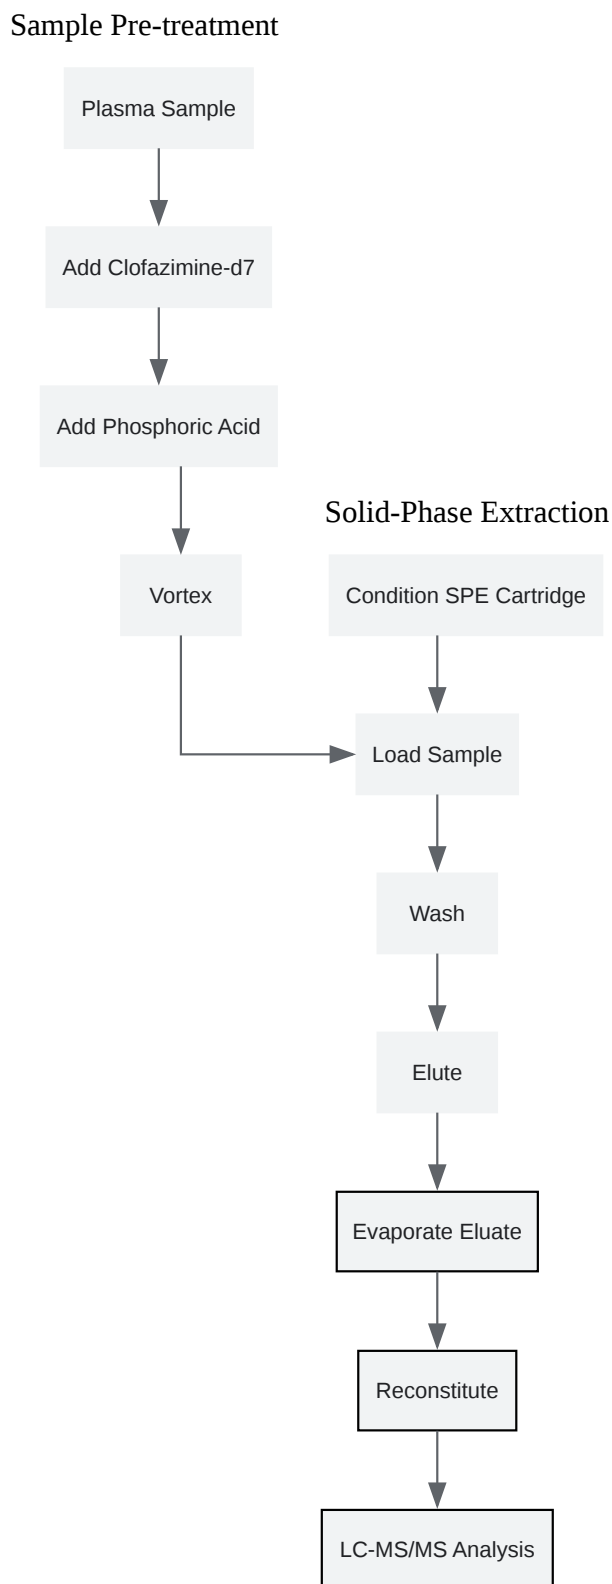 Sample Pre-treatment
Plasma Sample
Add Clofazimine-d7
Add Phosphoric Acid
Vortex
Solid-Phase Extraction
Condition SPE Cartridge
Load Sample
Wash
Elute
Evaporate Eluate
Reconstitute
LC-MS/MS Analysis